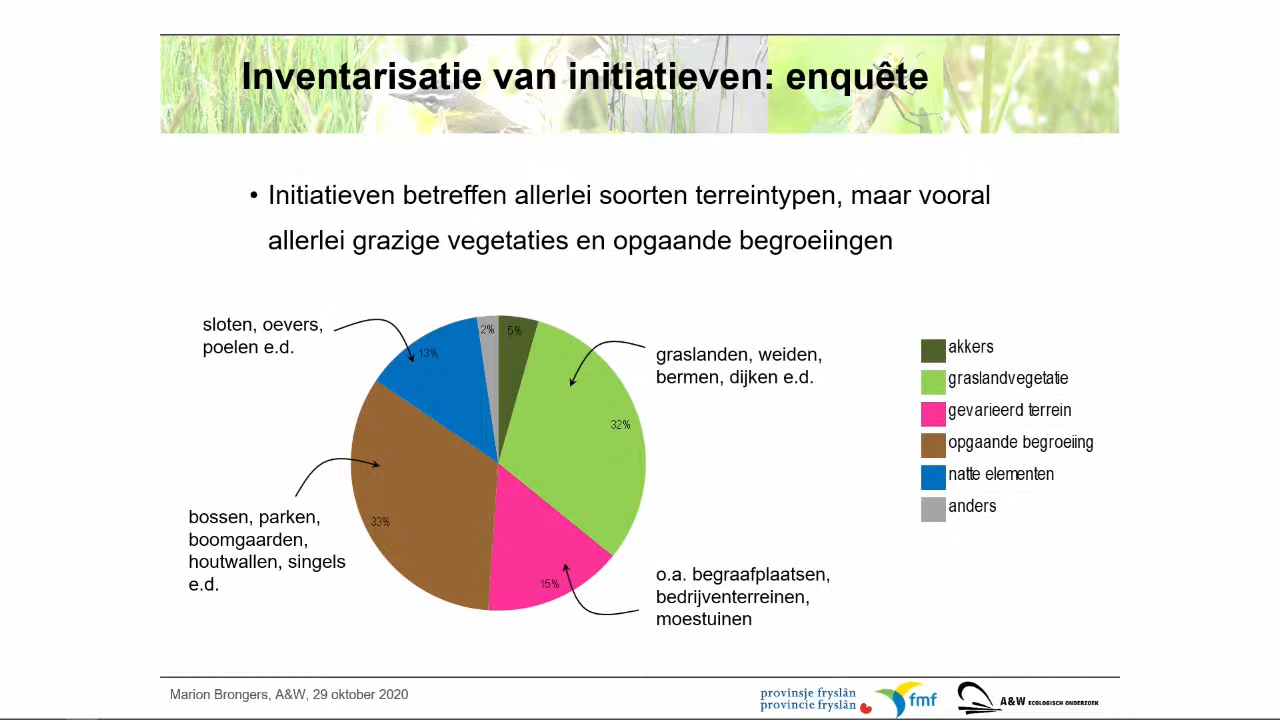 Inventarisatie van initiatieven: enquête
• Initiatieven betreffen allerlei soorten terreintypen, maar vooral
allerlei grazige vegetaties en opgaande begroeiingen
sloten, oevers,
poelen e.d.
2%
5%
13%
graslanden, weiden,
bermen, dijken e.d.
32%
33%
15%
bossen, parken,
boomgaarden,
houtwallen, singels
e.d.
o.a. begraafplaatsen,
bedrijventerreinen,
moestuinen
akkers
graslandvegetatie
gevarieerd terrein
opgaande begroeiing
natte elementen
anders
Marion Brongers, A&W, 29 oktober 2020
provinsje fryslân
provincie fryslân
fmf
A&W ECOLOGISCH ONDERZOEK